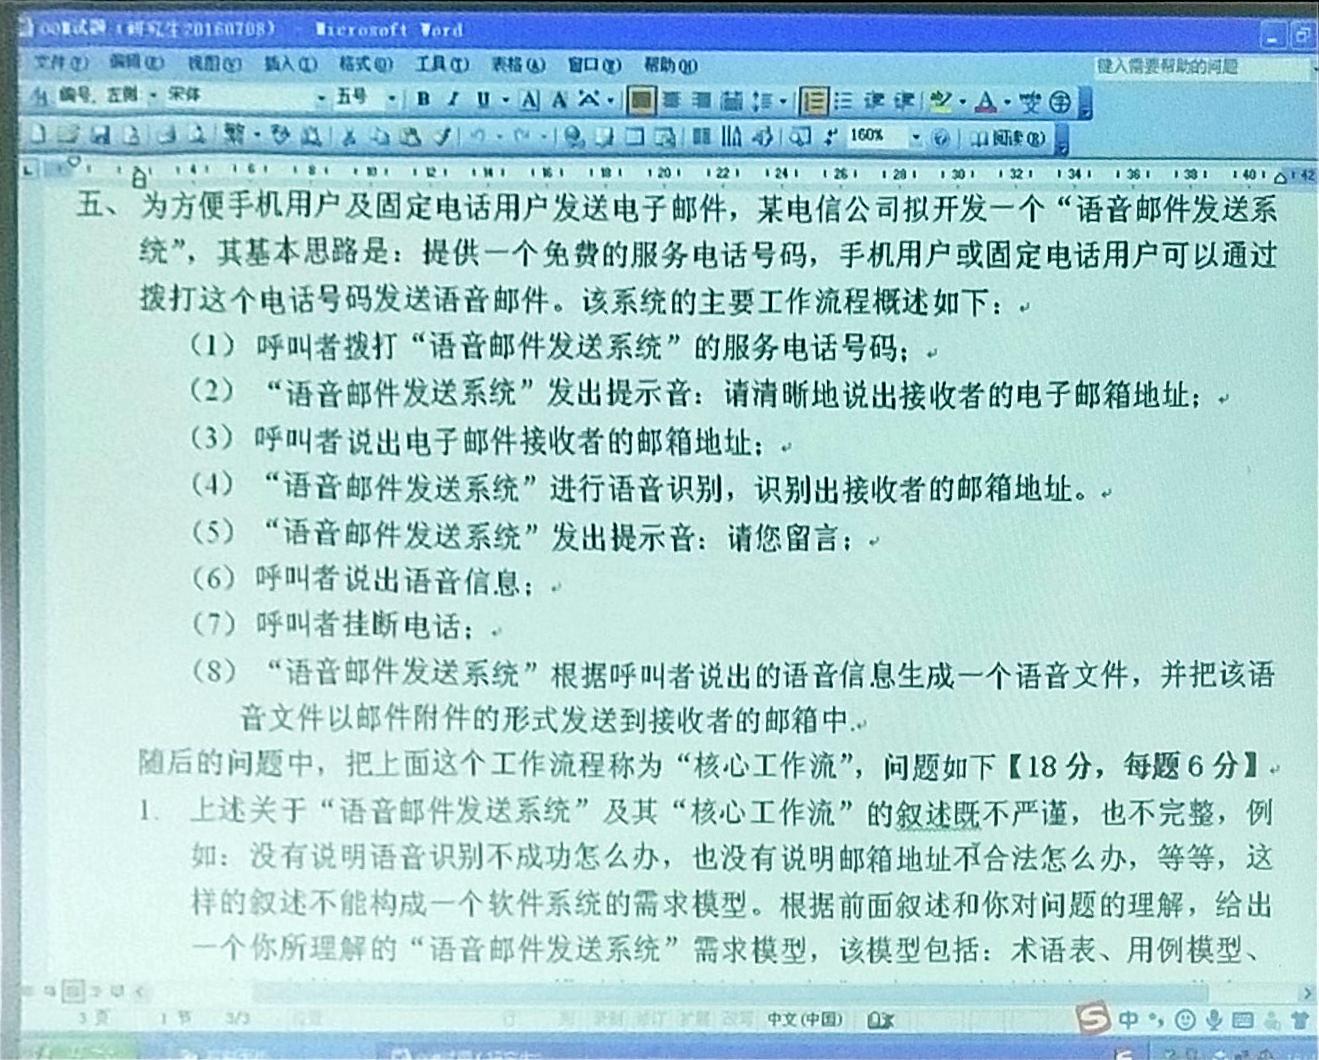 OOM试题（研究生20160708） - Microsoft Word
文件(F) 编辑(E) 视图(V) 插入(I) 格式(O) 工具(T) 表格(A) 窗口(W) 帮助(H)
键入需要帮助的问题
编号，左侧 宋体 五号 B I U A A
160% 阅读(R)
五、为方便手机用户及固定电话用户发送电子邮件，某电信公司拟开发一个“语音邮件发送系
统”，其基本思路是：提供一个免费的服务电话号码，手机用户或固定电话用户可以通过
拨打这个电话号码发送语音邮件。该系统的主要工作流程概述如下：
（1）呼叫者拨打“语音邮件发送系统”的服务电话号码；
（2）“语音邮件发送系统”发出提示音：请清晰地说出接收者的电子邮箱地址；
（3）呼叫者说出电子邮件接收者的邮箱地址；
（4）“语音邮件发送系统”进行语音识别，识别出接收者的邮箱地址。
（5）“语音邮件发送系统”发出提示音：请您留言；
（6）呼叫者说出语音信息；
（7）呼叫者挂断电话；
（8）“语音邮件发送系统”根据呼叫者说出的语音信息生成一个语音文件，并把该语
音文件以邮件附件的形式发送到接收者的邮箱中.
随后的问题中，把上面这个工作流程称为“核心工作流”，问题如下【18分，每题6分】
1. 上述关于“语音邮件发送系统”及其“核心工作流”的叙述既不严谨，也不完整，例
如：没有说明语音识别不成功怎么办，也没有说明邮箱地址不合法怎么办，等等，这
样的叙述不能构成一个软件系统的需求模型。根据前面叙述和你对问题的理解，给出
一个你所理解的“语音邮件发送系统”需求模型，该模型包括：术语表、用例模型、
3 页 1 节 3/3 中文(中国)
中